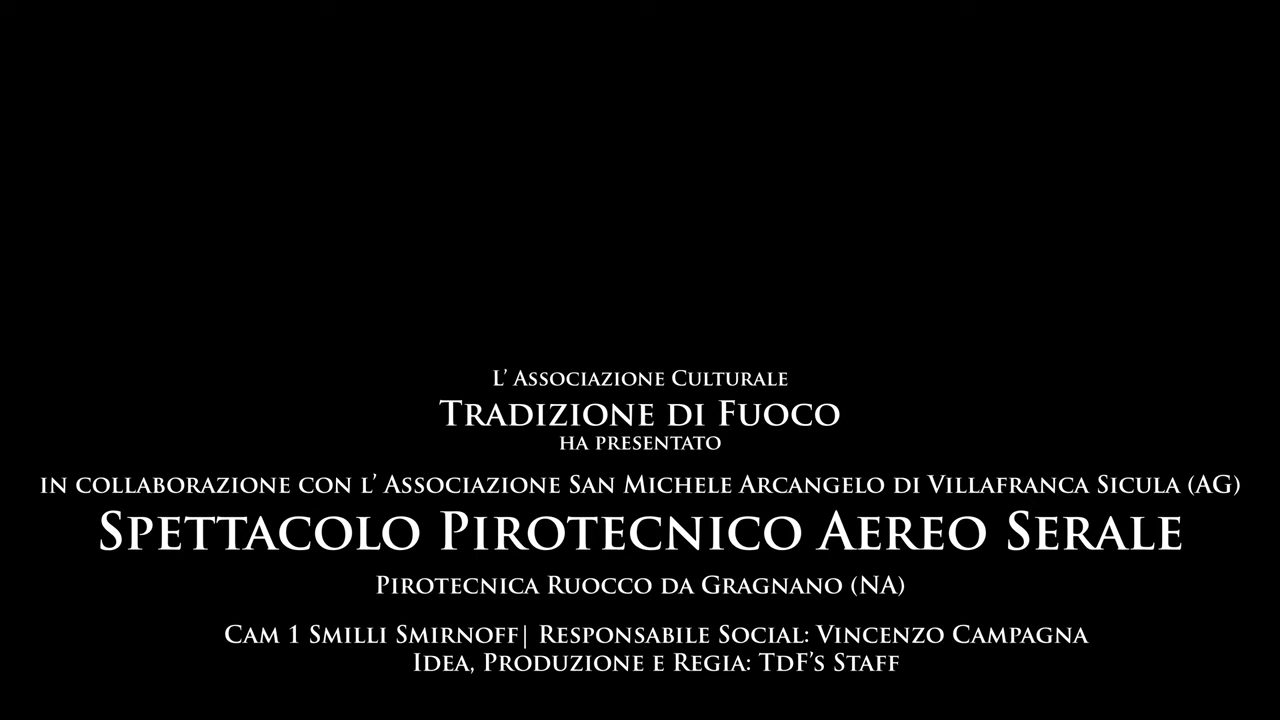 L’ Associazione Culturale
Tradizione di Fuoco
ha presentato
in collaborazione con l’ Associazione San Michele Arcangelo di Villafranca Sicula (AG)
Spettacolo Pirotecnico Aereo Serale
Pirotecnica Ruocco da Gragnano (NA)
Cam 1 Smilli Smirnoff| Responsabile Social: Vincenzo Campagna
Idea, Produzione e Regia: TdF’s Staff